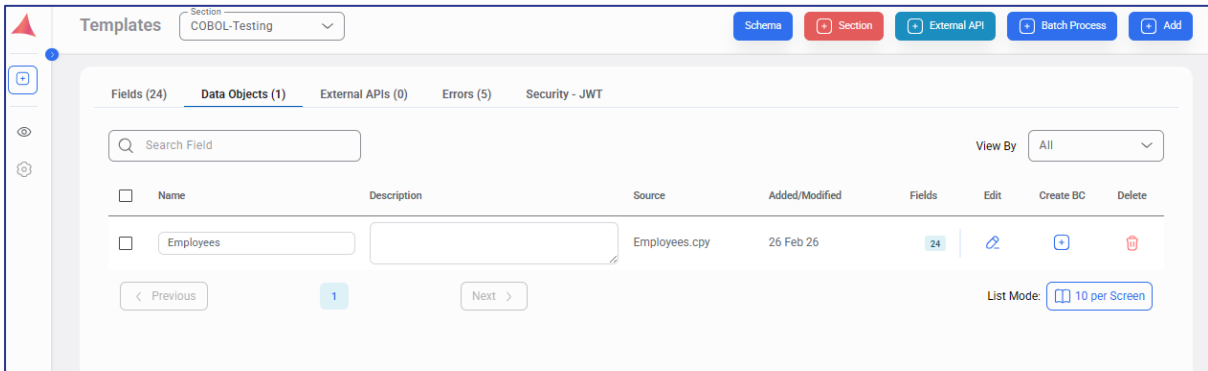 Templates
Section
COBOL-Testing
Schema
Section
External API
Batch Process
Add
Fields (24) Data Objects (1) External APIs (0) Errors (5) Security - JWT
Search Field
View By All
Name Description Source Added/Modified Fields Edit Create BC Delete
Employees Employees.cpy 26 Feb 26 24
< Previous 1 Next > List Mode: 10 per Screen